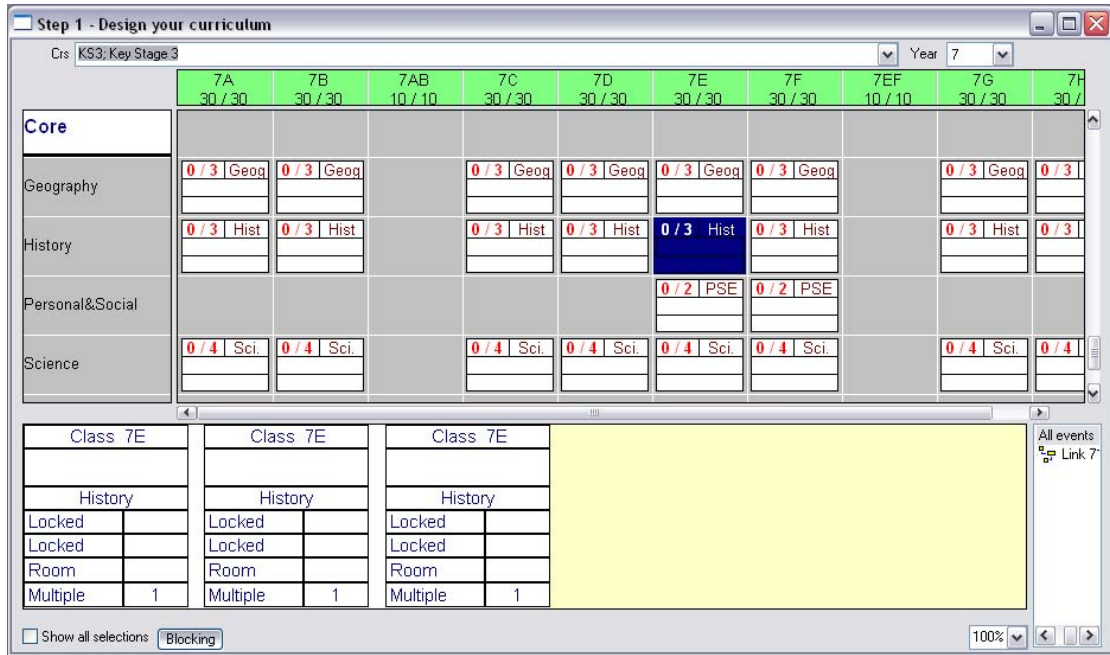 Step 1 - Design your curriculum
Crs KS3; Key Stage 3 Year 7
7A 7B 7AB 7C 7D 7E 7F 7EF 7G 7H
30 / 30 30 / 30 10 / 10 30 / 30 30 / 30 30 / 30 30 / 30 10 / 10 30 / 30 30 /
Core
0 / 3 Geog 0 / 3 Geog 0 / 3 Geog 0 / 3 Geog 0 / 3 Geog 0 / 3 Geog 0 / 3 Geog 0 / 3
Geography
0 / 3 Hist 0 / 3 Hist 0 / 3 Hist 0 / 3 Hist 0 / 3 Hist 0 / 3 Hist 0 / 3 Hist 0 / 3
History
0 / 2 PSE 0 / 2 PSE
Personal&Social
0 / 4 Sci. 0 / 4 Sci. 0 / 4 Sci. 0 / 4 Sci. 0 / 4 Sci. 0 / 4 Sci. 0 / 4 Sci. 0 / 4
Science
Class 7E Class 7E Class 7E All events
Link 7
History History History
Locked Locked Locked
Locked Locked Locked
Room Room Room
Multiple 1 Multiple 1 Multiple 1
Show all selections Blocking 100%